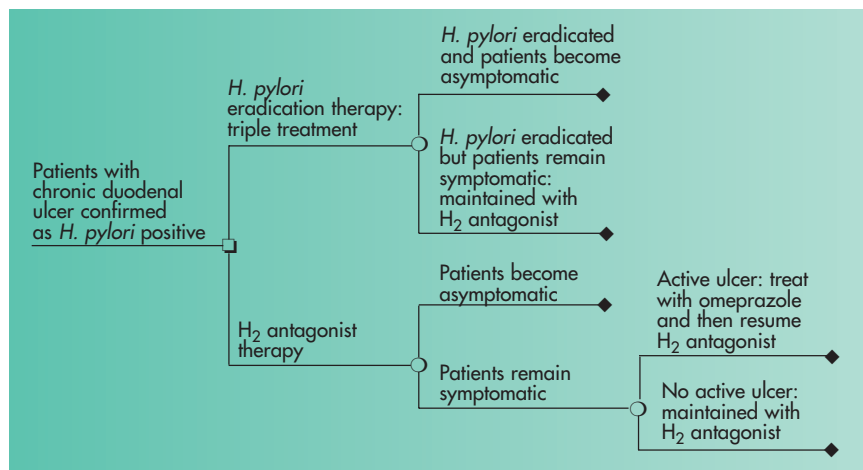 Patients with
chronic duodenal
ulcer confirmed
as H. pylori positive
H. pylori
eradication therapy:
triple treatment
H. pylori eradicated
and patients become
asymptomatic
H. pylori eradicated
but patients remain
symptomatic:
maintained with
H2 antagonist
H2 antagonist
therapy
Patients become
asymptomatic
Patients remain
symptomatic
Active ulcer: treat
with omeprazole
and then resume
H2 antagonist
No active ulcer:
maintained with
H2 antagonist